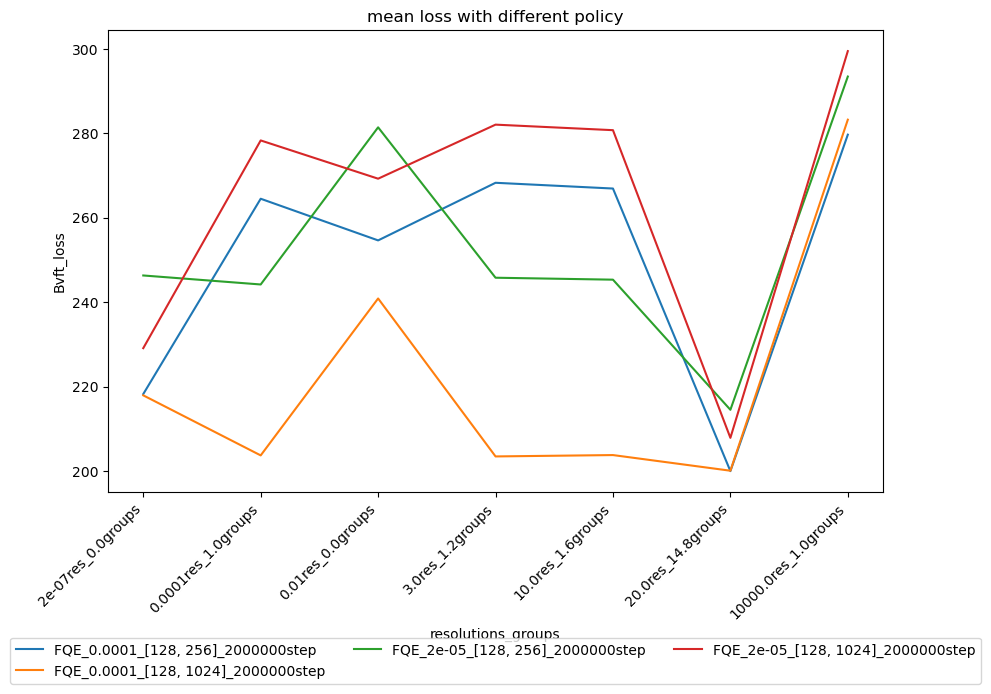 mean loss with different policy
300
280
260
240
220
200
Bvft_loss
2e-07res_0.0groups
0.0001res_1.0groups
0.01res_0.0groups
3.0res_1.2groups
10.0res_1.6groups
20.0res_14.8groups
10000.0res_1.0groups
resolutions_groups
FQE_0.0001_[128, 256]_2000000step
FQE_0.0001_[128, 1024]_2000000step
FQE_2e-05_[128, 256]_2000000step
FQE_2e-05_[128, 1024]_2000000step